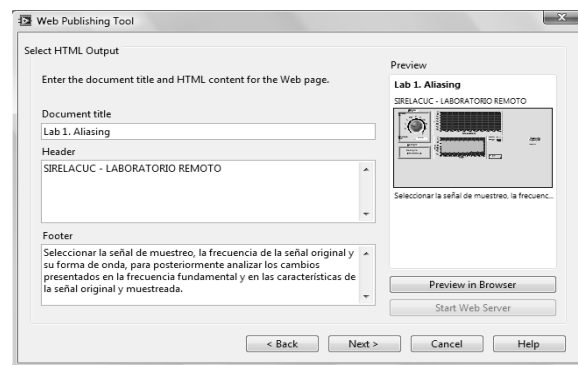 Web Publishing Tool
Select HTML Output
Enter the document title and HTML content for the Web page.
Document title
Lab 1. Aliasing
Header
SIRELACUC - LABORATORIO REMOTO
Footer
Seleccionar la señal de muestreo, la frecuencia de la señal original y
su forma de onda, para posteriormente analizar los cambios
presentados en la frecuencia fundamental y en las características de
la señal original y muestreada.
Preview
Lab 1. Aliasing
SIRELACUC - LABORATORIO REMOTO
Seleccionar la señal de muestreo, la frecuenc...
Preview in Browser
Start Web Server
< Back
Next >
Cancel
Help